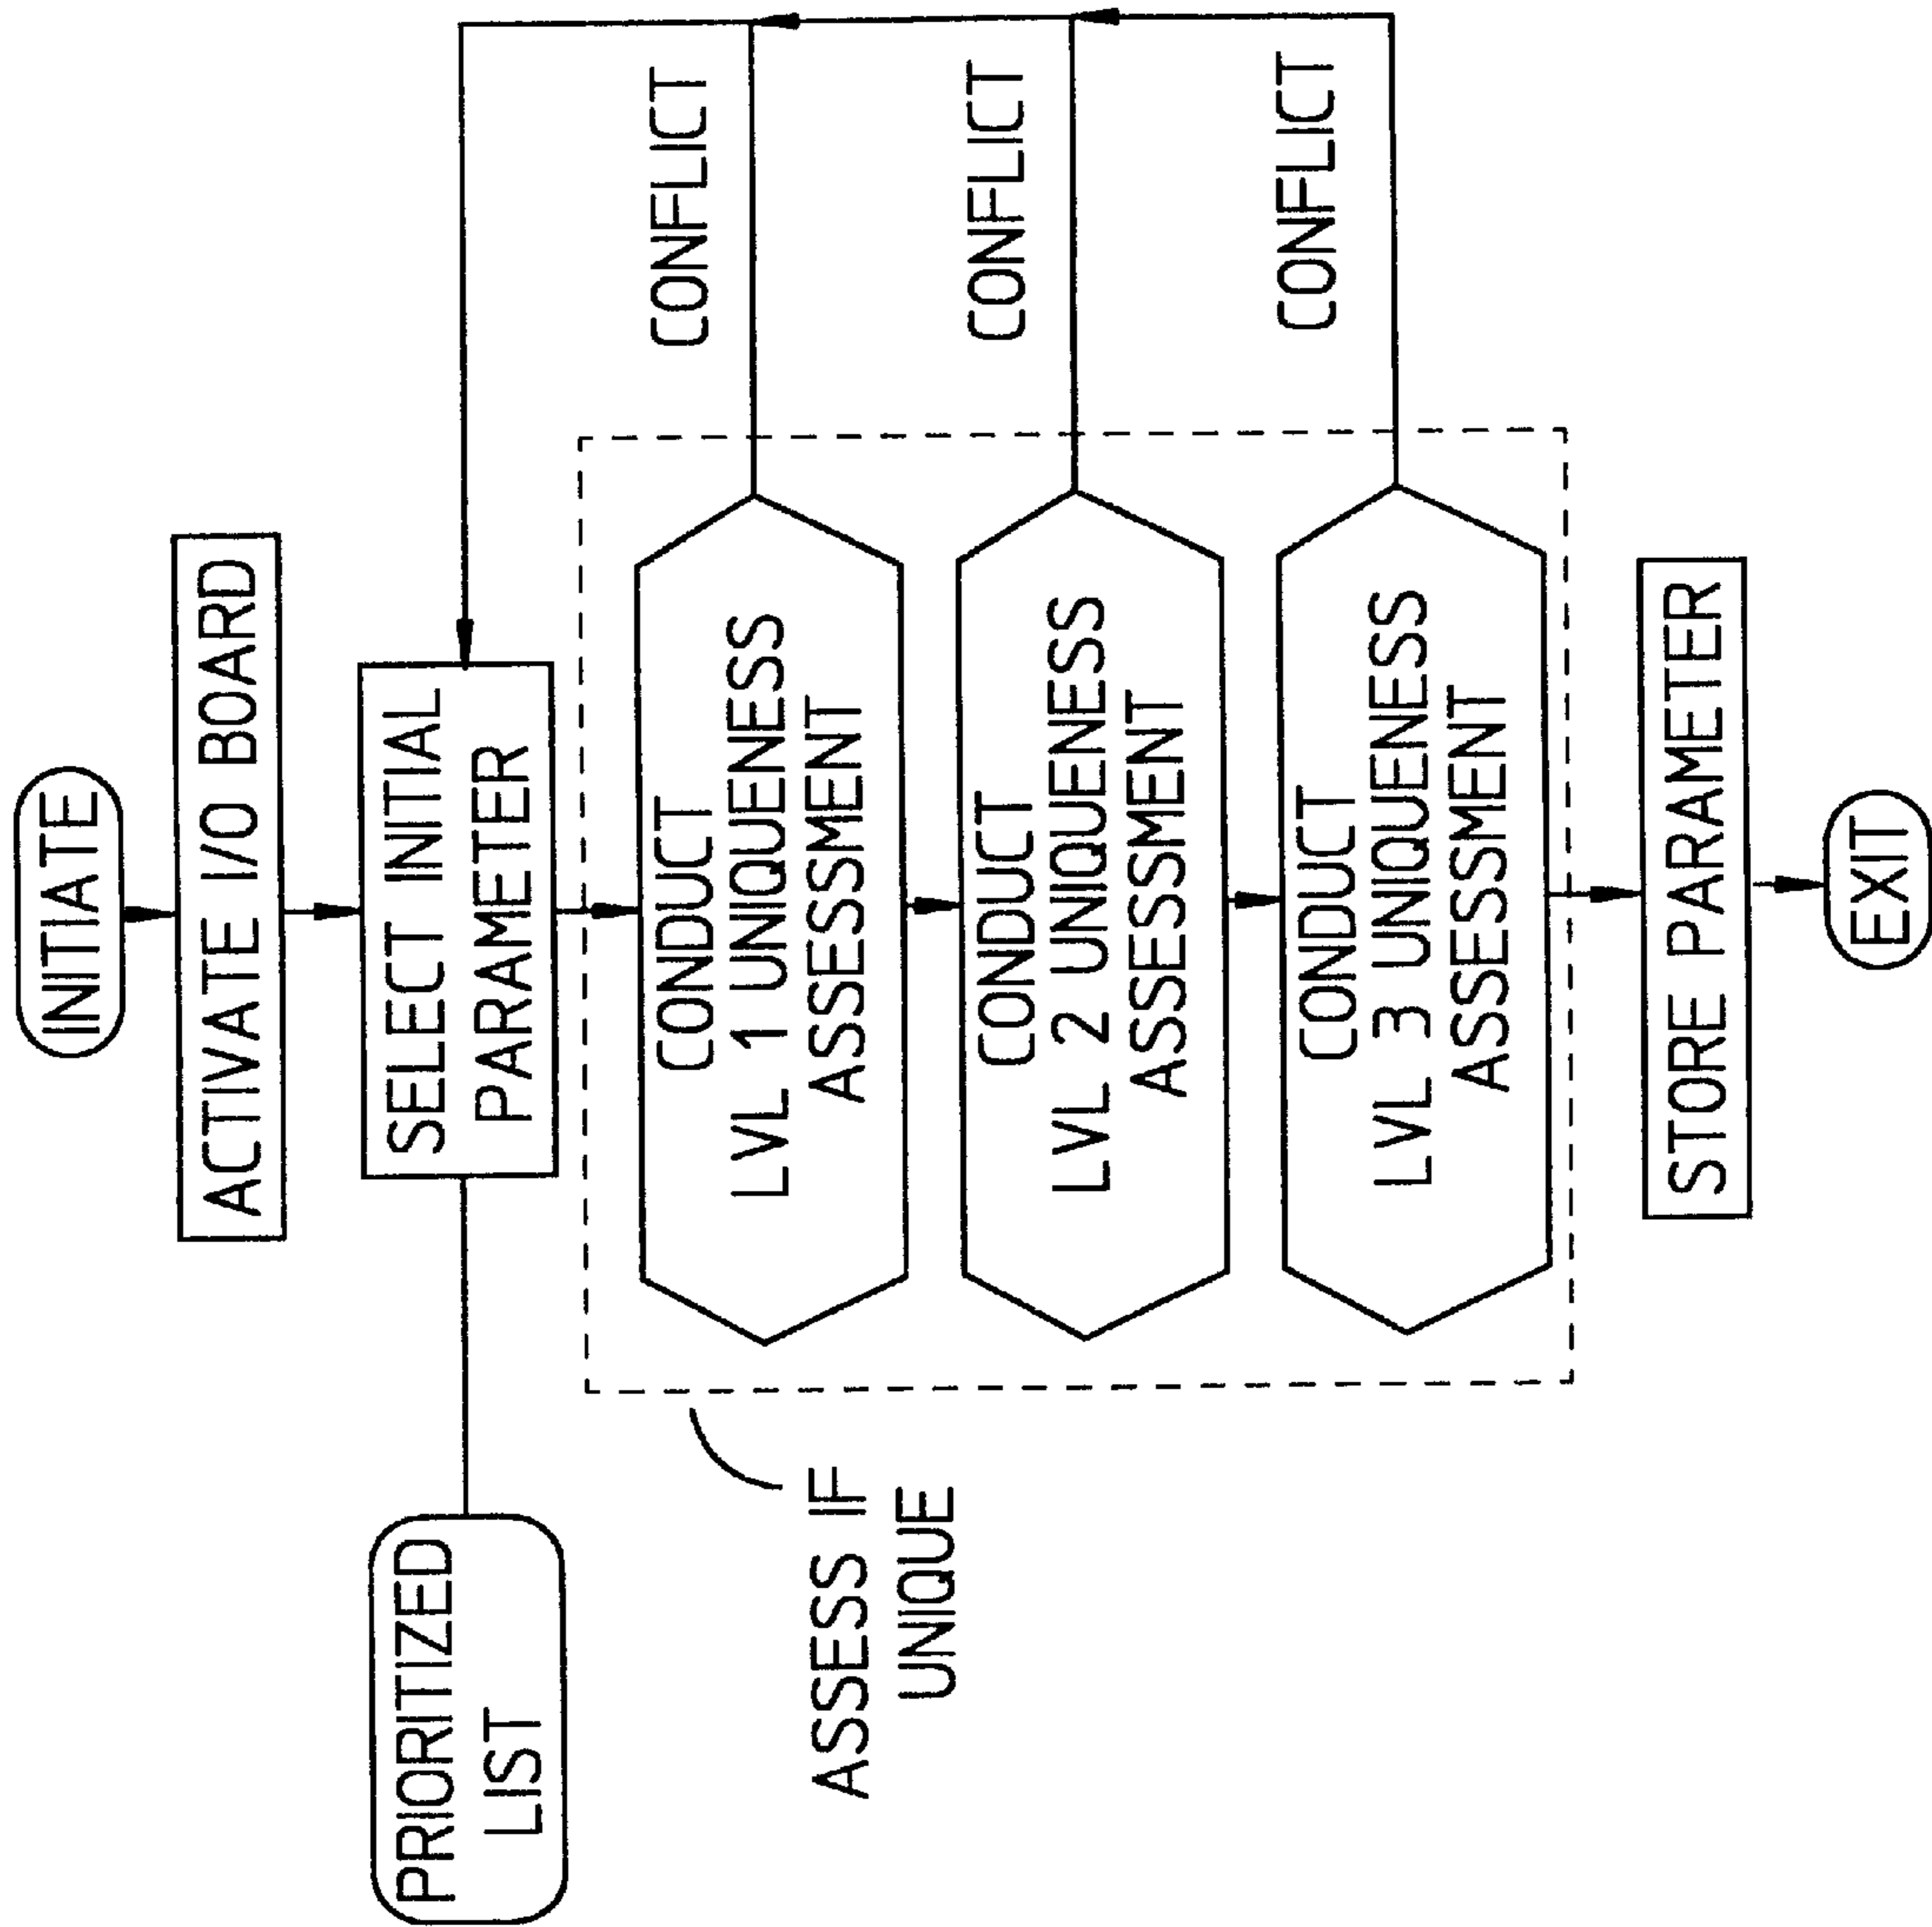 INITIATE
ACTIVATE I/O BOARD
PRIORITIZED
LIST
SELECT INITIAL
PARAMETER
CONDUCT
LVL 1 UNIQUENESS
ASSESSMENT
CONFLICT
ASSESS IF
UNIQUE
CONDUCT
LVL 2 UNIQUENESS
ASSESSMENT
CONFLICT
CONDUCT
LVL 3 UNIQUENESS
ASSESSMENT
CONFLICT
STORE PARAMETER
EXIT